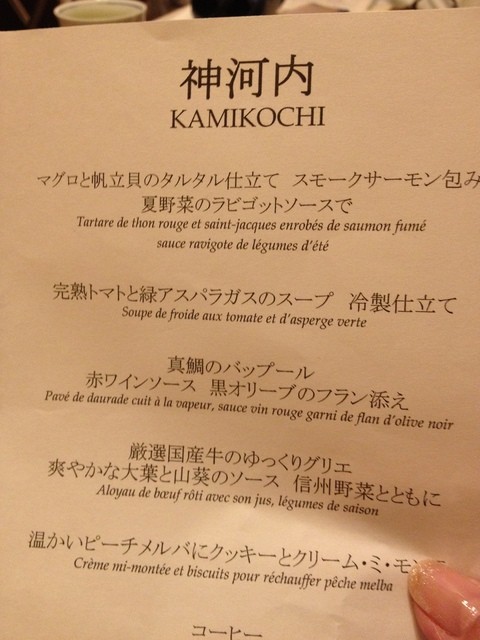 神河内
KAMIKOCHI
マグロと帆立貝のタルタル仕立て スモークサーモン包み
夏野菜のラビゴットソースで
Tartare de thon rouge et saint-jacques enrobés de saumon fumé
sauce ravigote de légumes d'été
完熟トマトと緑アスパラガスのスープ 冷製仕立て
Soupe de froide aux tomate et d'asperge verte
真鯛のバップール
赤ワインソース 黒オリーブのフラン添え
Pavé de daurade cuit à la vapeur, sauce vin rouge garni de flan d'olive noir
厳選国産牛のゆっくりグリエ
爽やかな大葉と山葵のソース 信州野菜とともに
Aloyau de bœuf rôti avec son jus, légumes de saison
温かいピーチメルバにクッキーとクリーム・ミ・モン
Crème mi-montée et biscuits pour réchauffer pêche melba
コーヒー